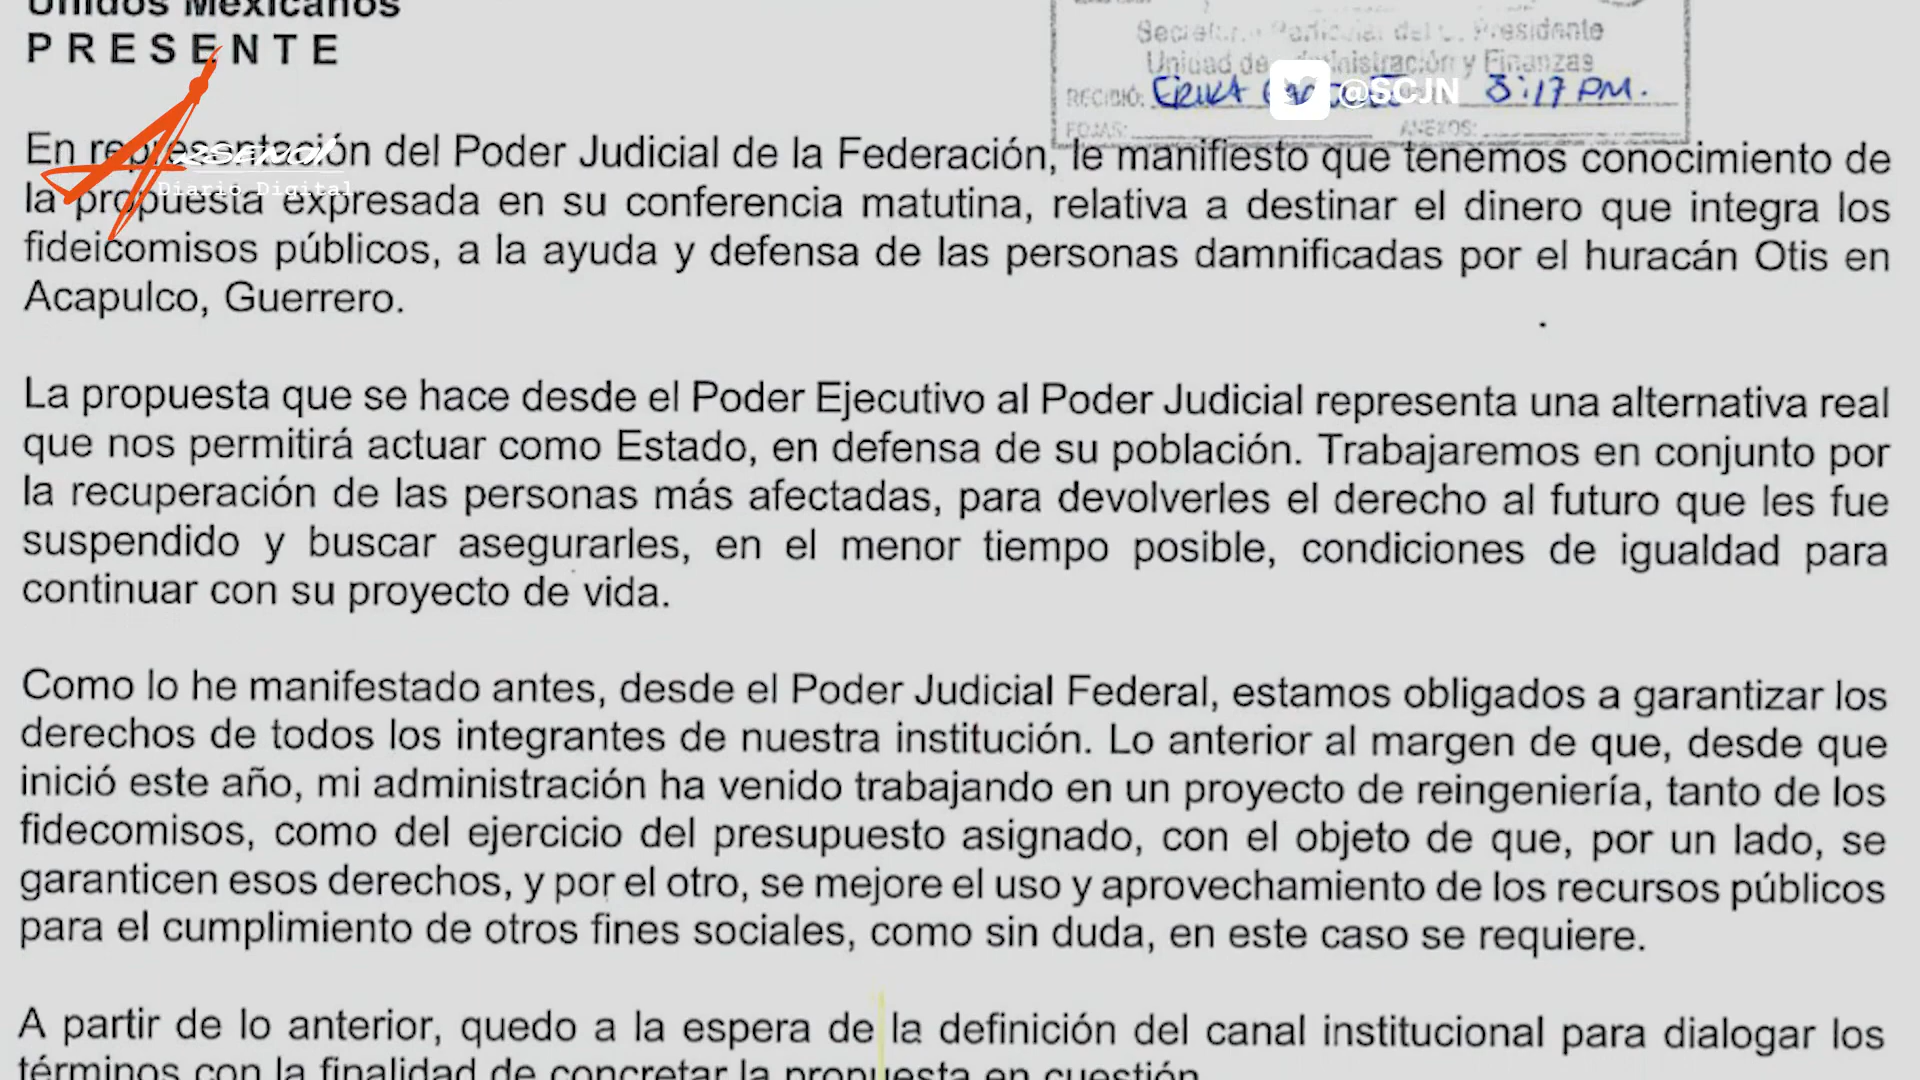 Unidos Mexicanos
PRESENTE
Secretaría Particular del C. Presidente
Unidad de Administración y Finanzas
RECIBIÓ: ERIKA 3:17 PM.
@SCJN
FOJAS: ANEXOS:
ARSENAL
Diario Digital
En representación del Poder Judicial de la Federación, le manifiesto que tenemos conocimiento de
la propuesta expresada en su conferencia matutina, relativa a destinar el dinero que integra los
fideicomisos públicos, a la ayuda y defensa de las personas damnificadas por el huracán Otis en
Acapulco, Guerrero.
La propuesta que se hace desde el Poder Ejecutivo al Poder Judicial representa una alternativa real
que nos permitirá actuar como Estado, en defensa de su población. Trabajaremos en conjunto por
la recuperación de las personas más afectadas, para devolverles el derecho al futuro que les fue
suspendido y buscar asegurarles, en el menor tiempo posible, condiciones de igualdad para
continuar con su proyecto de vida.
Como lo he manifestado antes, desde el Poder Judicial Federal, estamos obligados a garantizar los
derechos de todos los integrantes de nuestra institución. Lo anterior al margen de que, desde que
inició este año, mi administración ha venido trabajando en un proyecto de reingeniería, tanto de los
fidecomisos, como del ejercicio del presupuesto asignado, con el objeto de que, por un lado, se
garanticen esos derechos, y por el otro, se mejore el uso y aprovechamiento de los recursos públicos
para el cumplimiento de otros fines sociales, como sin duda, en este caso se requiere.
A partir de lo anterior, quedo a la espera de la definición del canal institucional para dialogar los
términos con la finalidad de concretar la propuesta en cuestión.